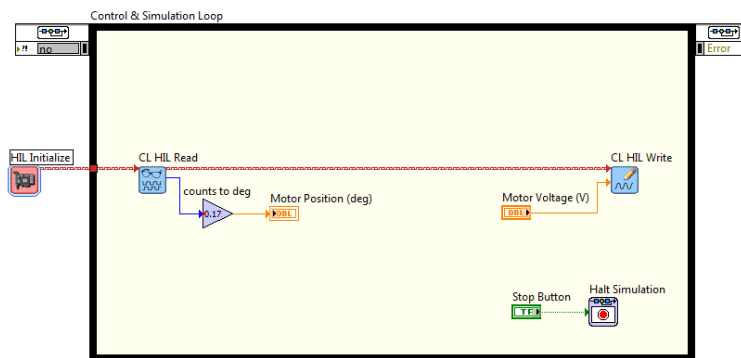 Control & Simulation Loop
?! no
Error
HIL Initialize
CL HIL Read
CL HIL Write
counts to deg
0.17
Motor Position (deg)
DBL
Motor Voltage (V)
DBL
Stop Button
TF
Halt Simulation